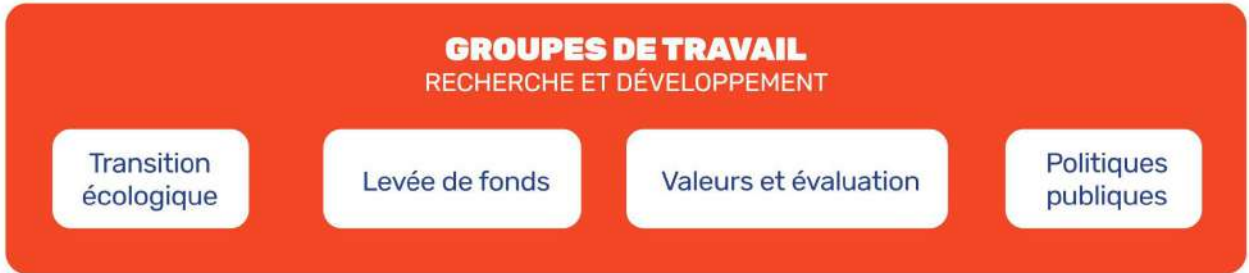 GROUPES DE TRAVAIL
RECHERCHE ET DÉVELOPPEMENT
Transition
écologique
Levée de fonds
Valeurs et évaluation
Politiques
publiques